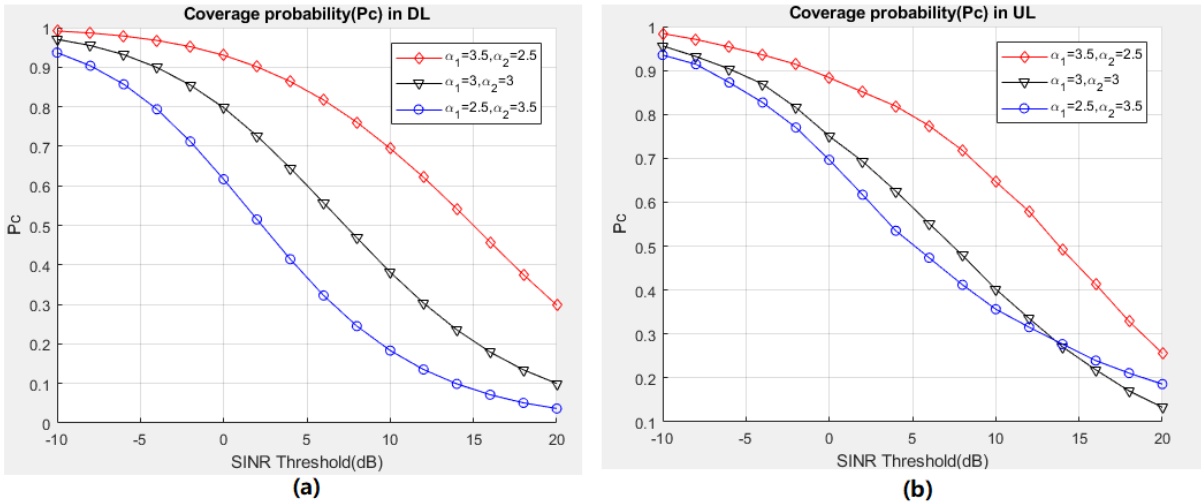 Coverage probability(Pc) in DL
1
0.9
0.8
0.7
0.6
0.5
0.4
0.3
0.2
0.1
0
Pc
α1=3.5,α2=2.5
α1=3,α2=3
α1=2.5,α2=3.5
-10
-5
0
5
10
15
20
SINR Threshold(dB)
(a)
Coverage probability(Pc) in UL
1
0.9
0.8
0.7
0.6
0.5
0.4
0.3
0.2
0.1
Pc
α1=3.5,α2=2.5
α1=3,α2=3
α1=2.5,α2=3.5
-10
-5
0
5
10
15
20
SINR Threshold(dB)
(b)